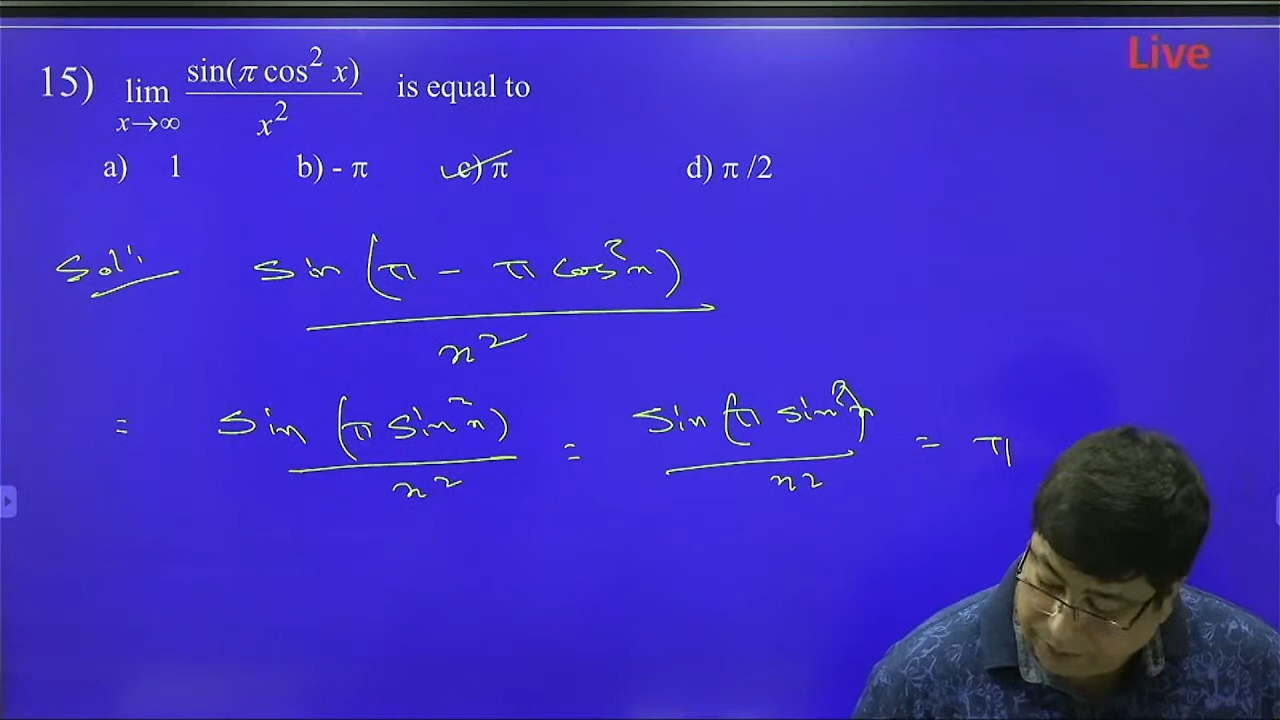 Live
15) lim x→∞ sin(π cos² x) / x² is equal to
a) 1 b) - π c) π d) π /2
Solⁿ: sin (π - π cos²x) / x²
= sin (π sin²x) / x² = sin (π sin²x) / x² = π